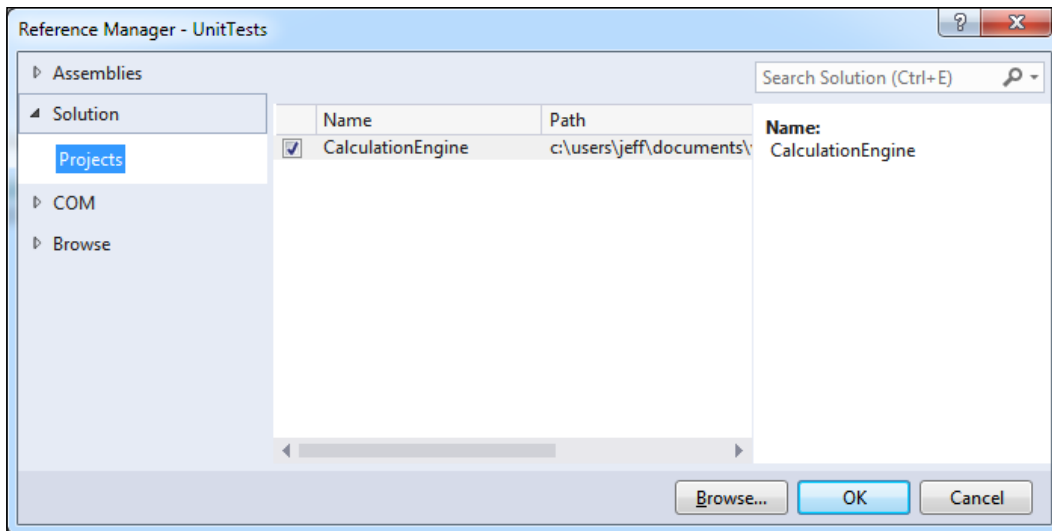 Reference Manager - UnitTests
Assemblies
Solution
Projects
COM
Browse
Search Solution (Ctrl+E)
Name Path
CalculationEngine c:\users\jeff\documents\
Name:
CalculationEngine
Browse... OK Cancel